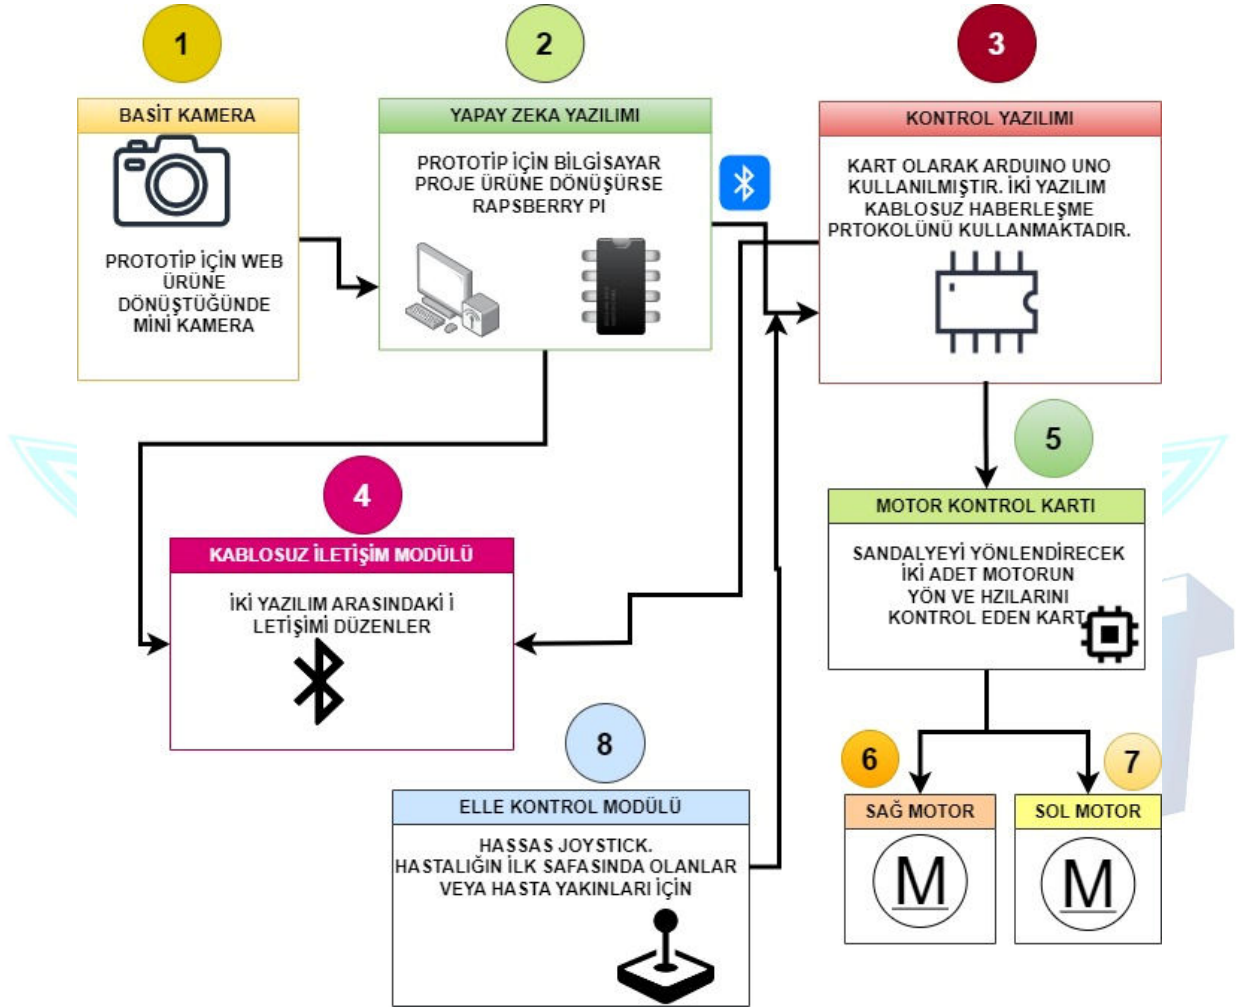 1
BASİT KAMERA
PROTOTİP İÇİN WEB
ÜRÜNE
DÖNÜŞTÜĞÜNDE
MİNİ KAMERA
2
YAPAY ZEKA YAZILIMI
PROTOTİP İÇİN BİLGİSAYAR
PROJE ÜRÜNE DÖNÜŞÜRSE
RAPSBERRY PI
3
KONTROL YAZILIMI
KART OLARAK ARDUINO UNO
KULLANILMIŞTIR. İKİ YAZILIM
KABLOSUZ HABERLEŞME
PRTOKOLÜNÜ KULLANMAKTADIR.
4
KABLOSUZ İLETİŞİM MODÜLÜ
İKİ YAZILIM ARASINDAKİ İ
LETİŞİMİ DÜZENLER
5
MOTOR KONTROL KARTI
SANDALYEYİ YÖNLENDİRECEK
İKİ ADET MOTORUN
YÖN VE HZILARINI
KONTROL EDEN KART
6
SAĞ MOTOR
M
7
SOL MOTOR
M
8
ELLE KONTROL MODÜLÜ
HASSAS JOYSTICK.
HASTALIĞIN İLK SAFASINDA OLANLAR
VEYA HASTA YAKINLARI İÇİN